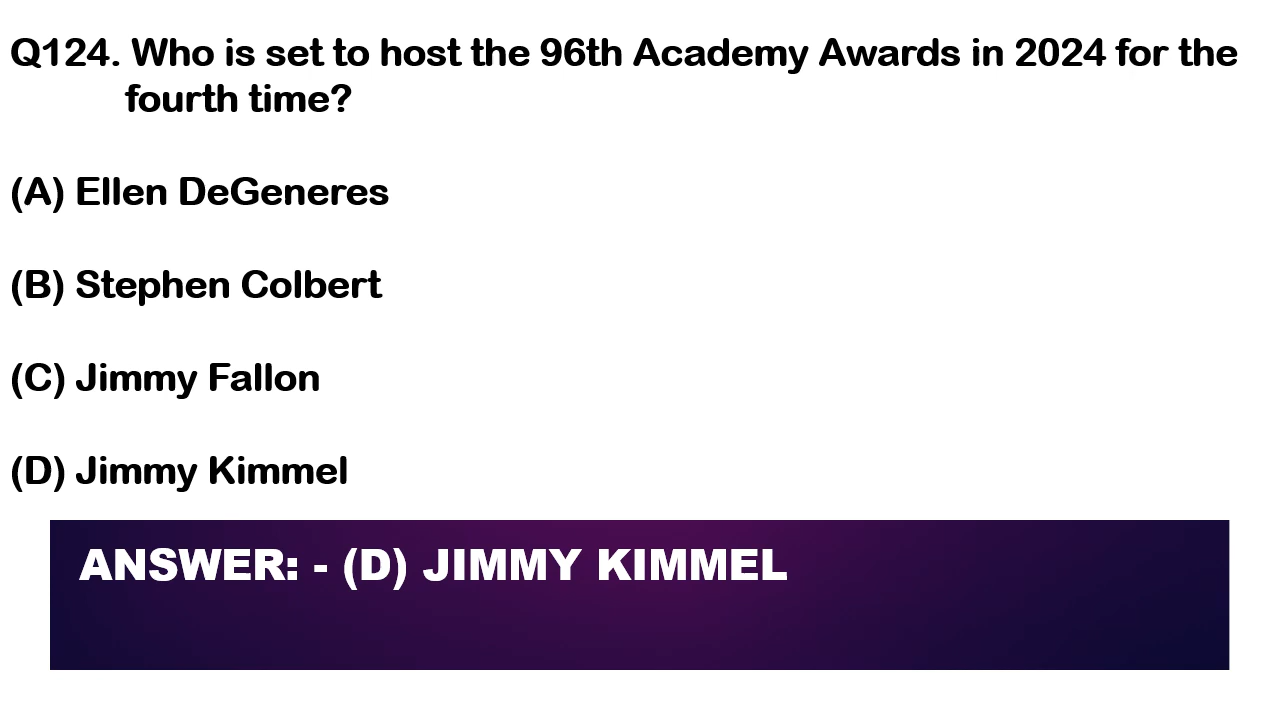 Q124. Who is set to host the 96th Academy Awards in 2024 for the
fourth time?
(A) Ellen DeGeneres
(B) Stephen Colbert
(C) Jimmy Fallon
(D) Jimmy Kimmel
ANSWER: - (D) JIMMY KIMMEL